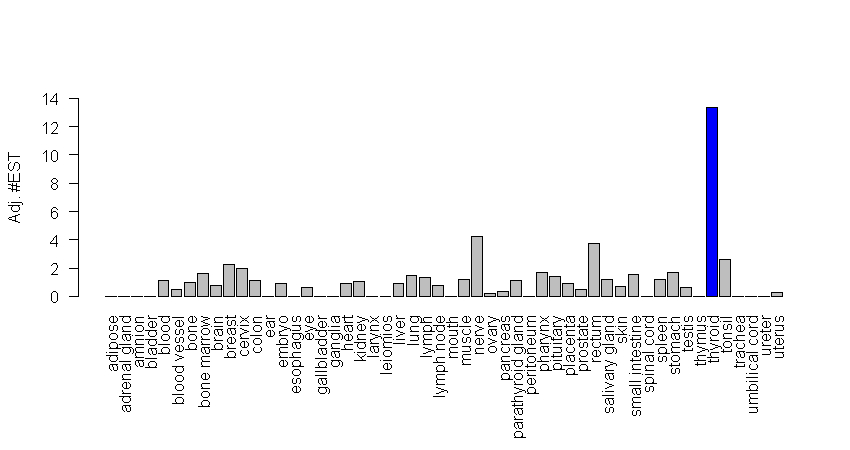 Adj. #EST
14
12
10
8
6
4
2
0
adipose
adrenal gland
amnion
bladder
blood
blood vessel
bone
bone marrow
brain
breast
cervix
colon
ear
embryo
esophagus
eye
gallbladder
ganglia
heart
kidney
larynx
leiomios
liver
lung
lymph
lymph node
mouth
muscle
nerve
ovary
pancreas
parathyroid gland
peritoneum
pharynx
pituitary
placenta
prostate
rectum
salivary gland
skin
small intestine
spinal cord
spleen
stomach
testis
thymus
thyroid
tonsil
trachea
umbilical cord
ureter
uterus